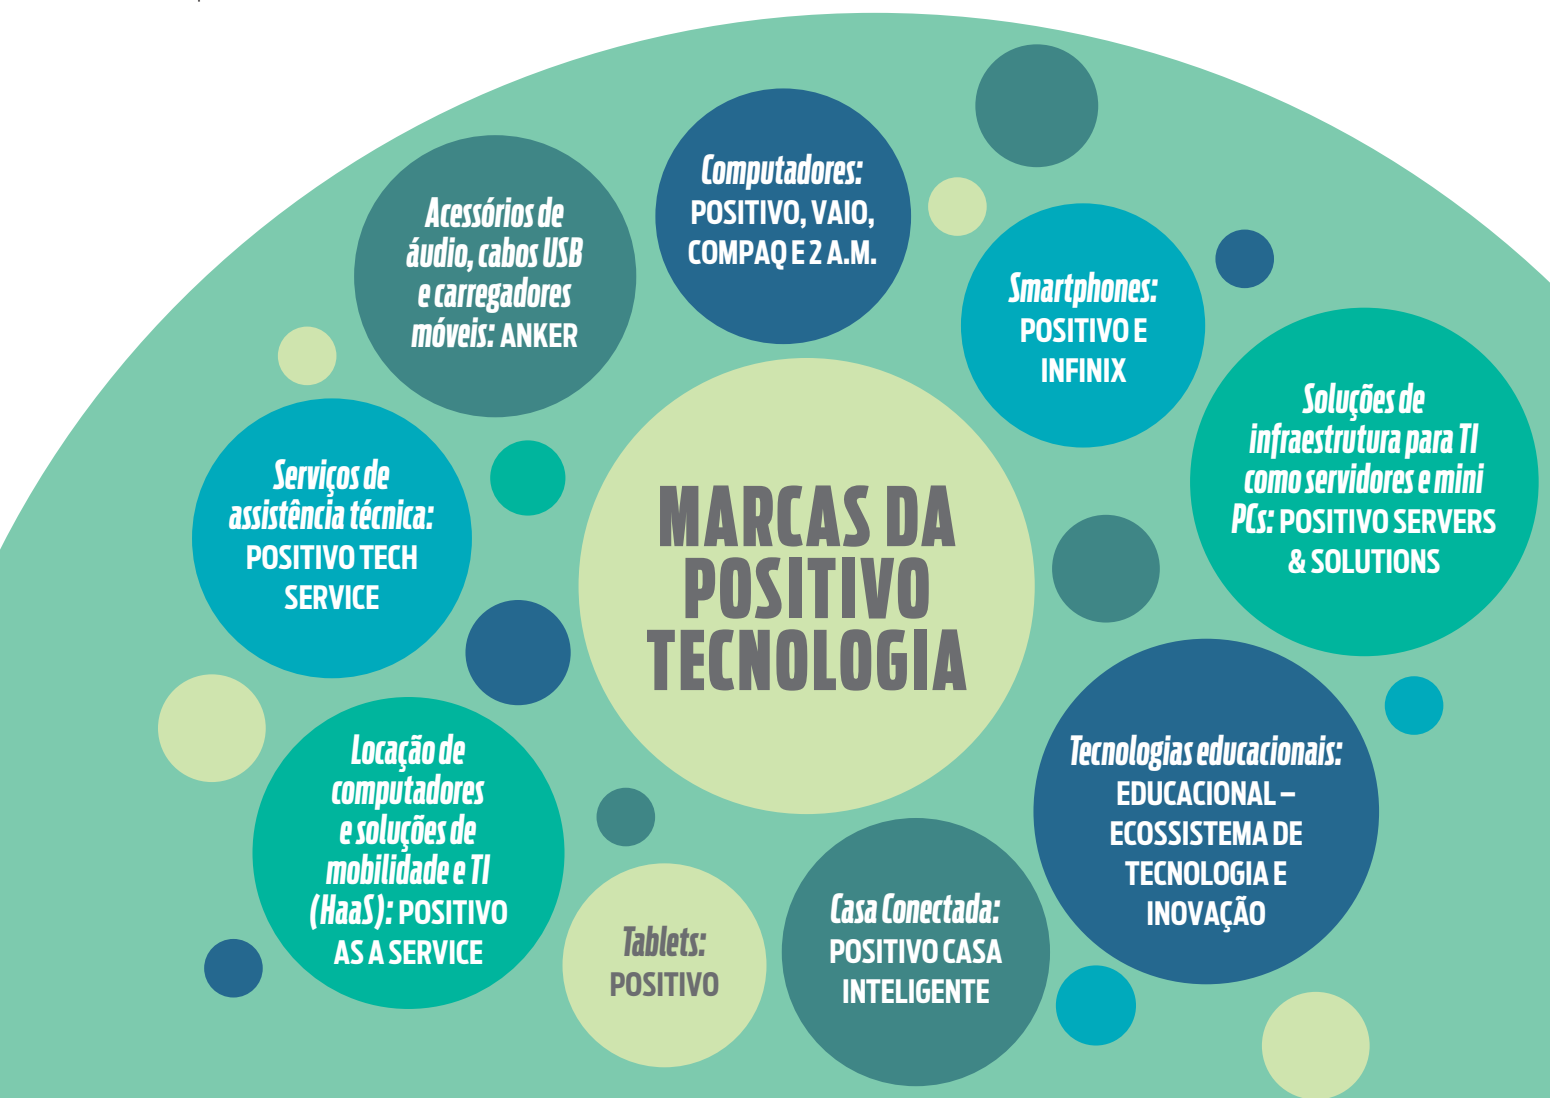 MARCAS DA
POSITIVO
TECNOLOGIA
Computadores:
POSITIVO, VAIO,
COMPAQ E 2 A.M.
Smartphones:
POSITIVO E
INFINIX
Soluções de
infraestrutura para TI
como servidores e mini
PCs: POSITIVO SERVERS
& SOLUTIONS
Tecnologias educacionais:
EDUCACIONAL –
ECOSSISTEMA DE
TECNOLOGIA E
INOVAÇÃO
Casa Conectada:
POSITIVO CASA
INTELIGENTE
Tablets:
POSITIVO
Locação de
computadores
e soluções de
mobilidade e TI
(HaaS): POSITIVO
AS A SERVICE
Serviços de
assistência técnica:
POSITIVO TECH
SERVICE
Acessórios de
áudio, cabos USB
e carregadores
móveis: ANKER